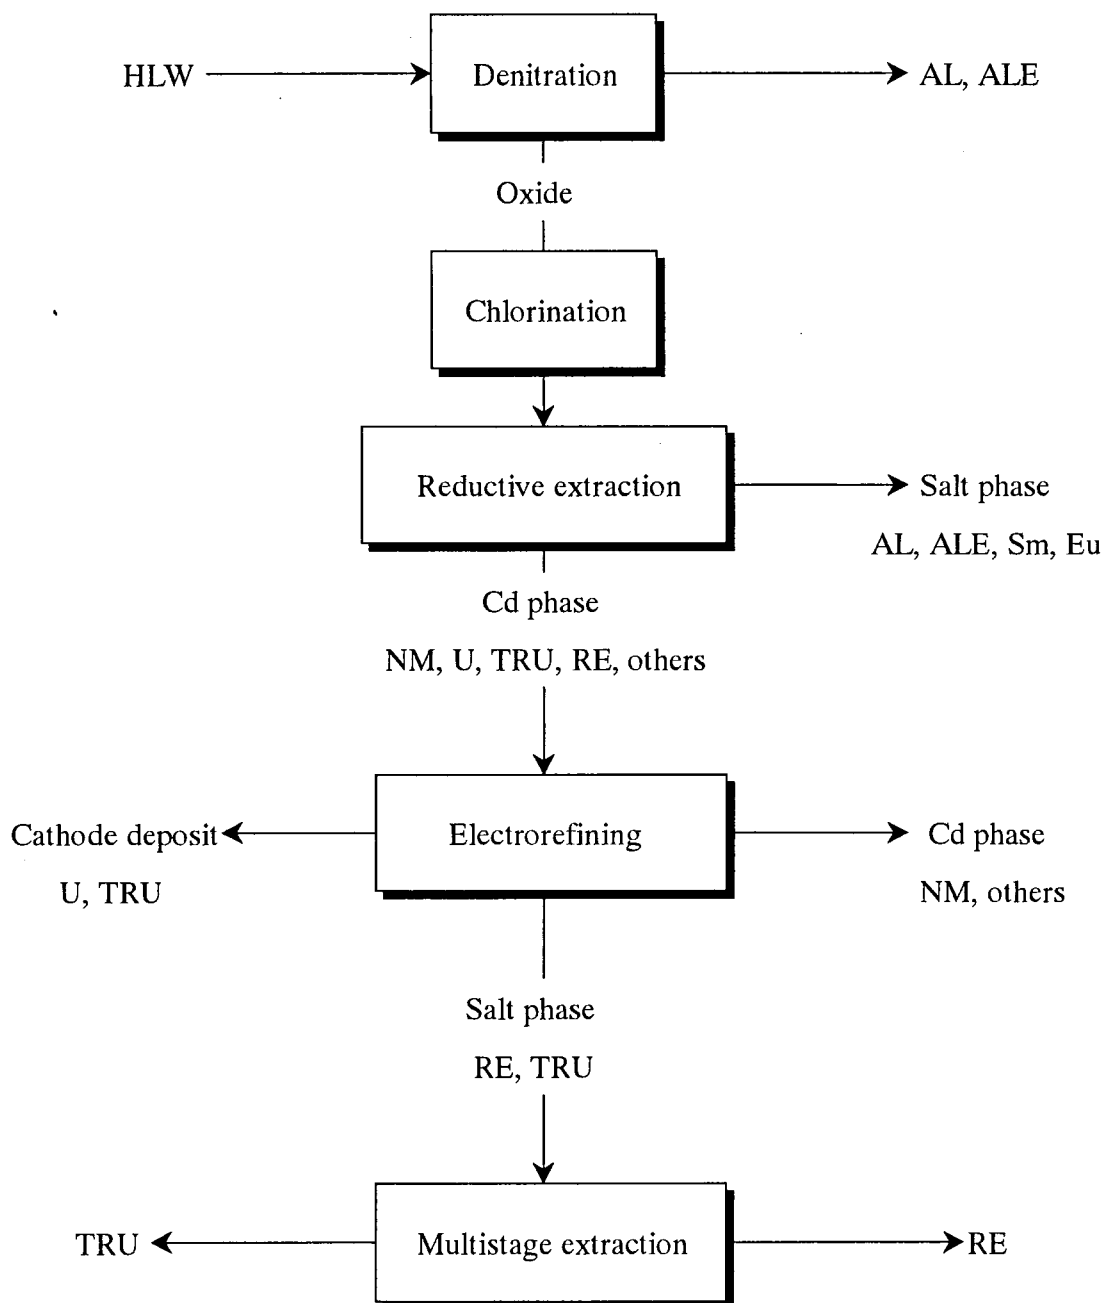 HLW
Denitration
AL, ALE
Oxide
Chlorination
Reductive extraction
Salt phase
AL, ALE, Sm, Eu
Cd phase
NM, U, TRU, RE, others
Cathode deposit
U, TRU
Electrorefining
Cd phase
NM, others
Salt phase
RE, TRU
TRU
Multistage extraction
RE